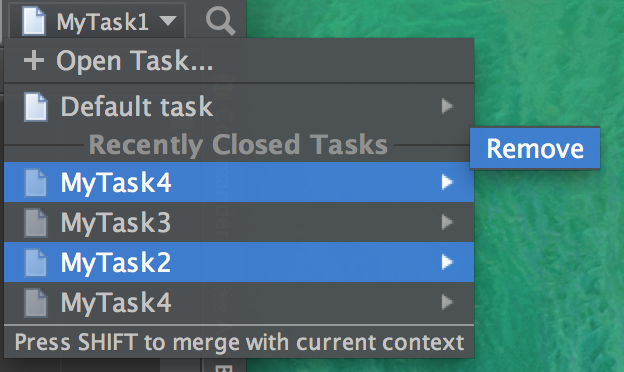 MyTask1
Open Task...
Default task
Recently Closed Tasks
Remove
MyTask4
MyTask3
MyTask2
MyTask4
Press SHIFT to merge with current context